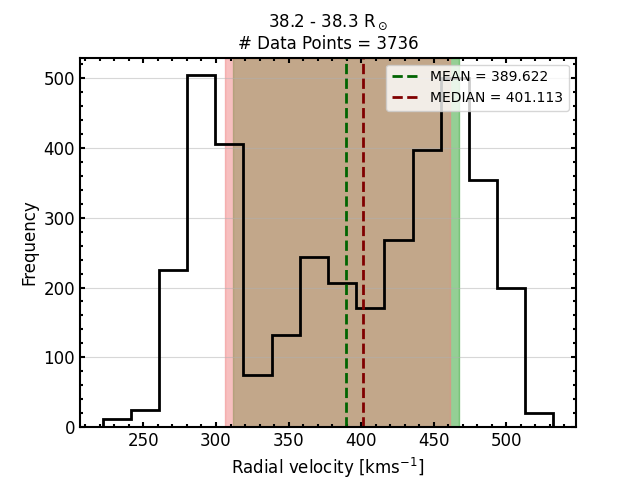 38.2 - 38.3 R⊙
# Data Points = 3736
MEAN = 389.622
MEDIAN = 401.113
500
400
300
200
100
0
Frequency
250 300 350 400 450 500
Radial velocity [kms⁻¹]